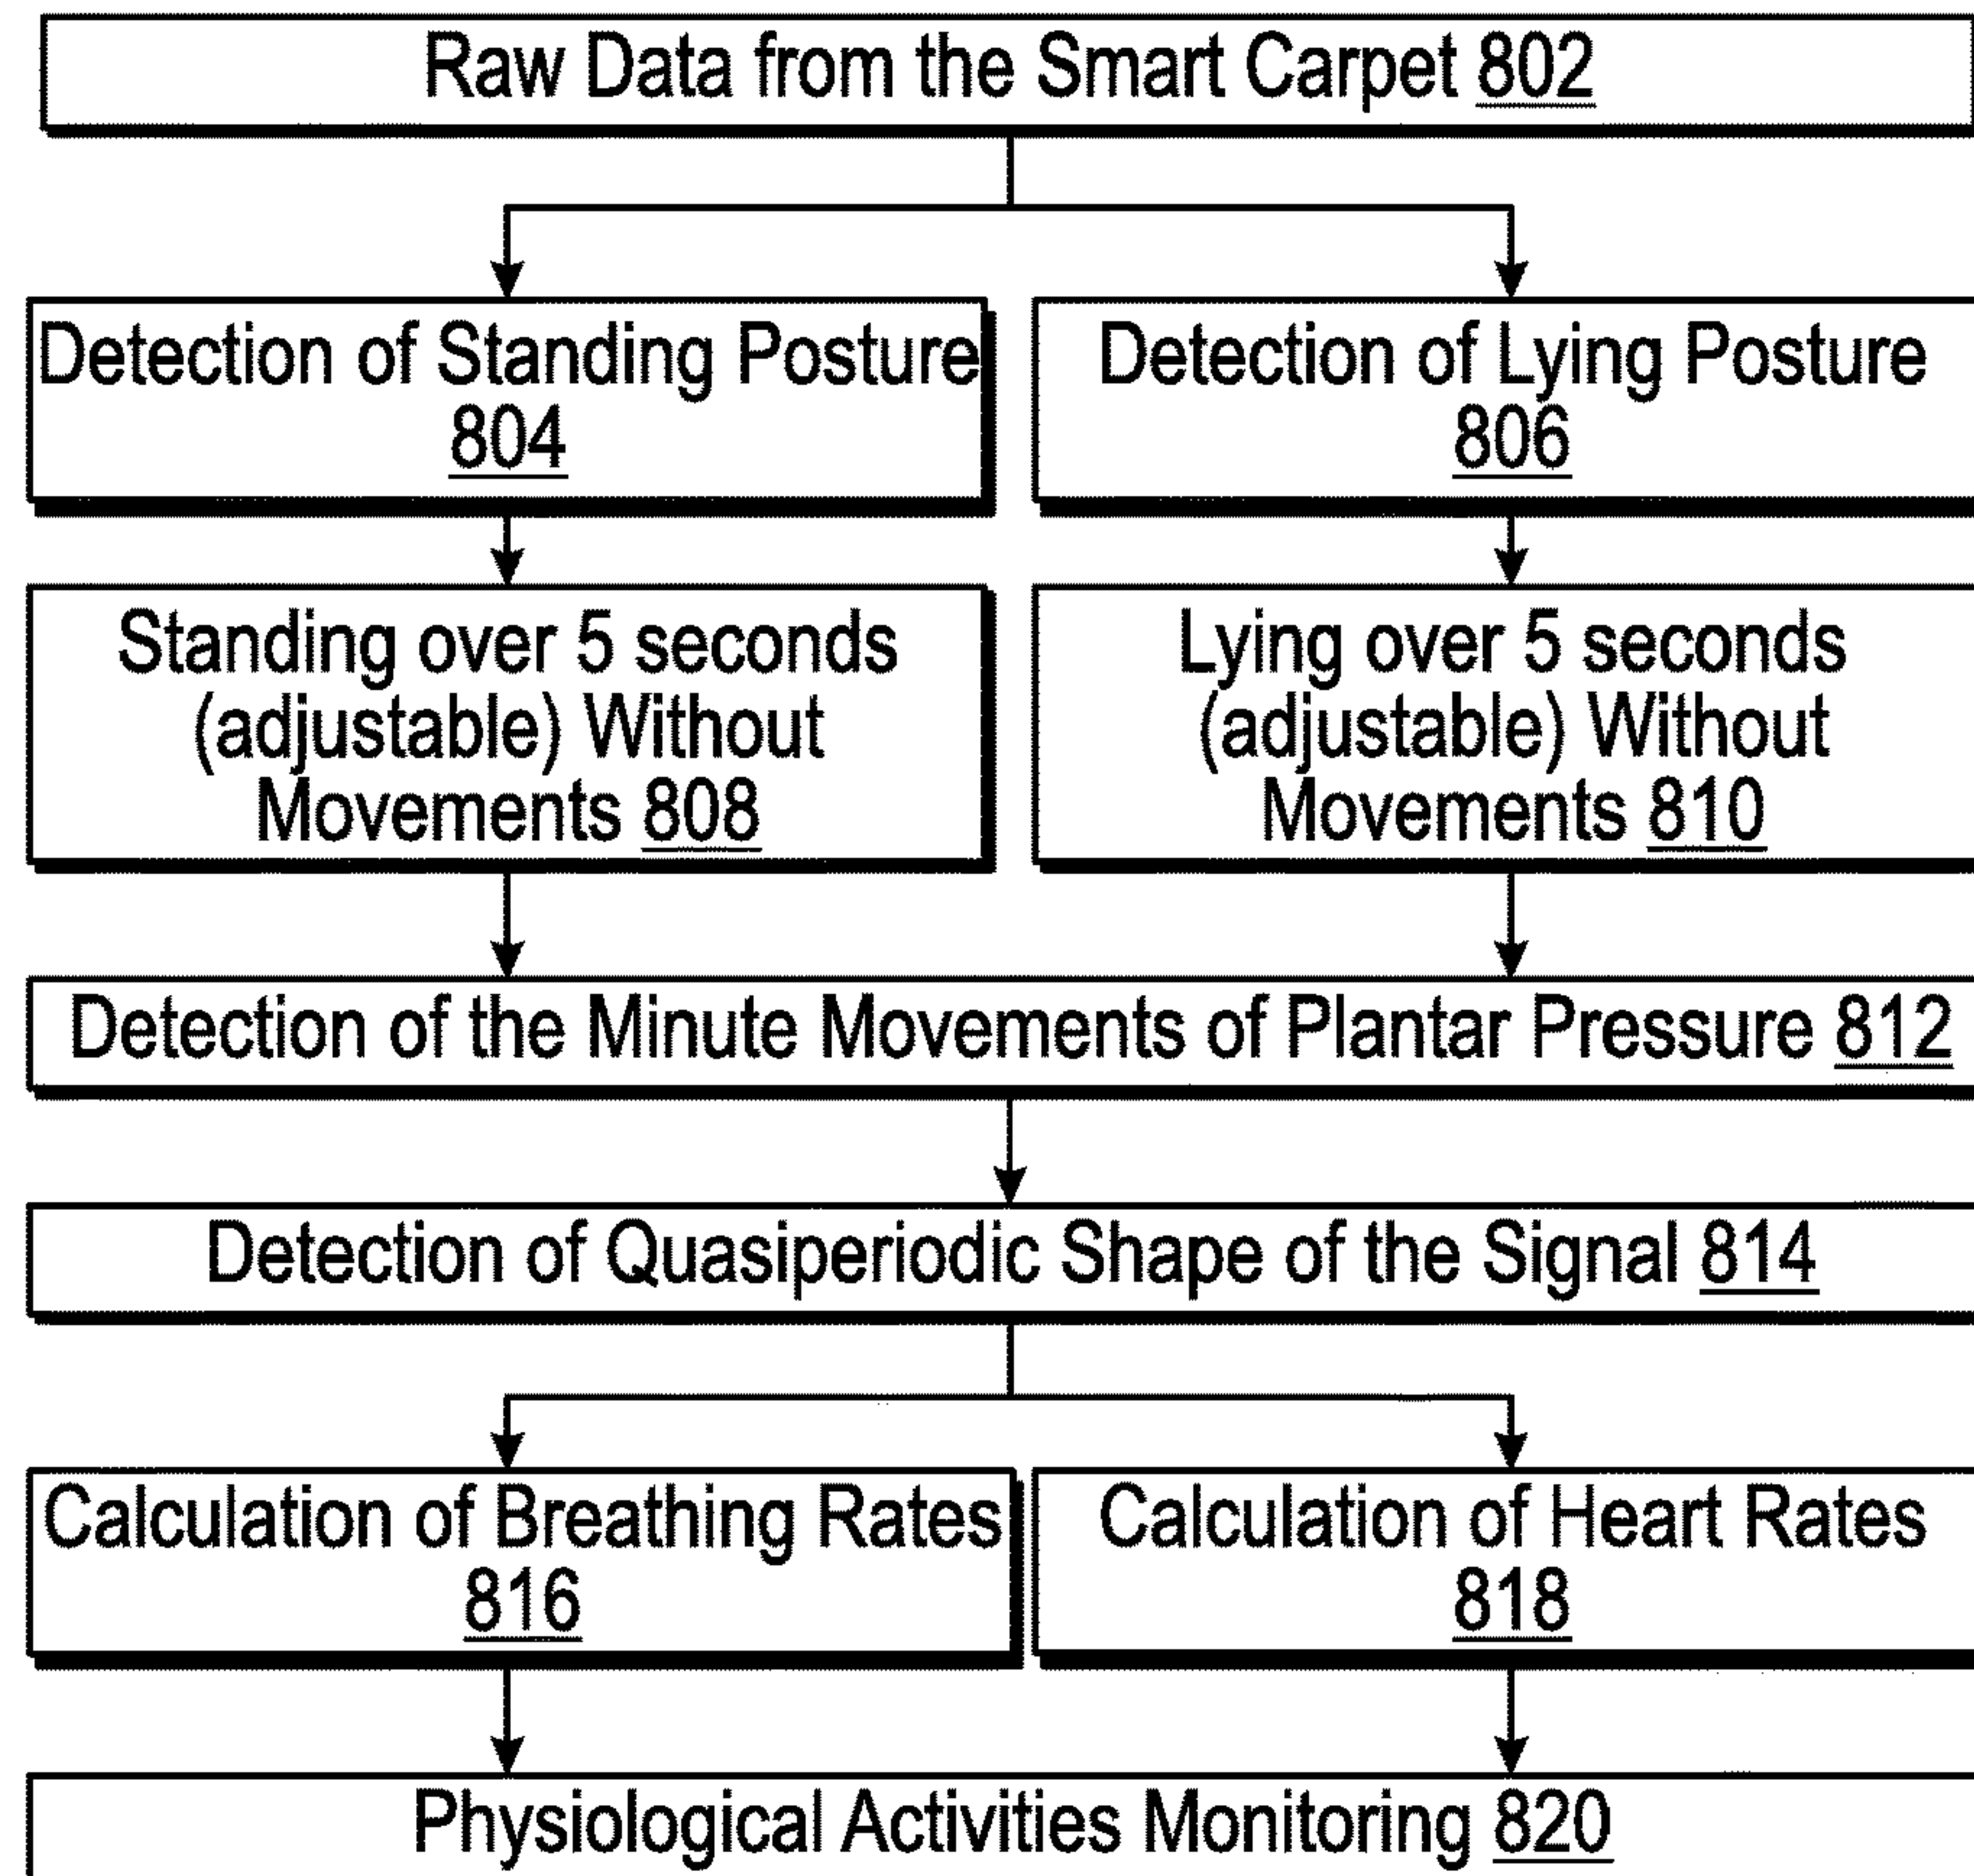 Raw Data from the Smart Carpet 802
Detection of Standing Posture
804
Detection of Lying Posture
806
Standing over 5 seconds
(adjustable) Without
Movements 808
Lying over 5 seconds
(adjustable) Without
Movements 810
Detection of the Minute Movements of Plantar Pressure 812
Detection of Quasiperiodic Shape of the Signal 814
Calculation of Breathing Rates
816
Calculation of Heart Rates
818
Physiological Activities Monitoring 820